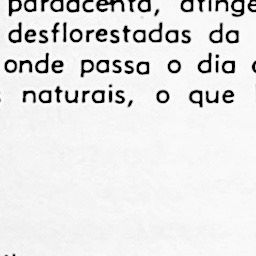 paradacenta, atinge
desflorestadas da
onde passa o dia
naturais, o que